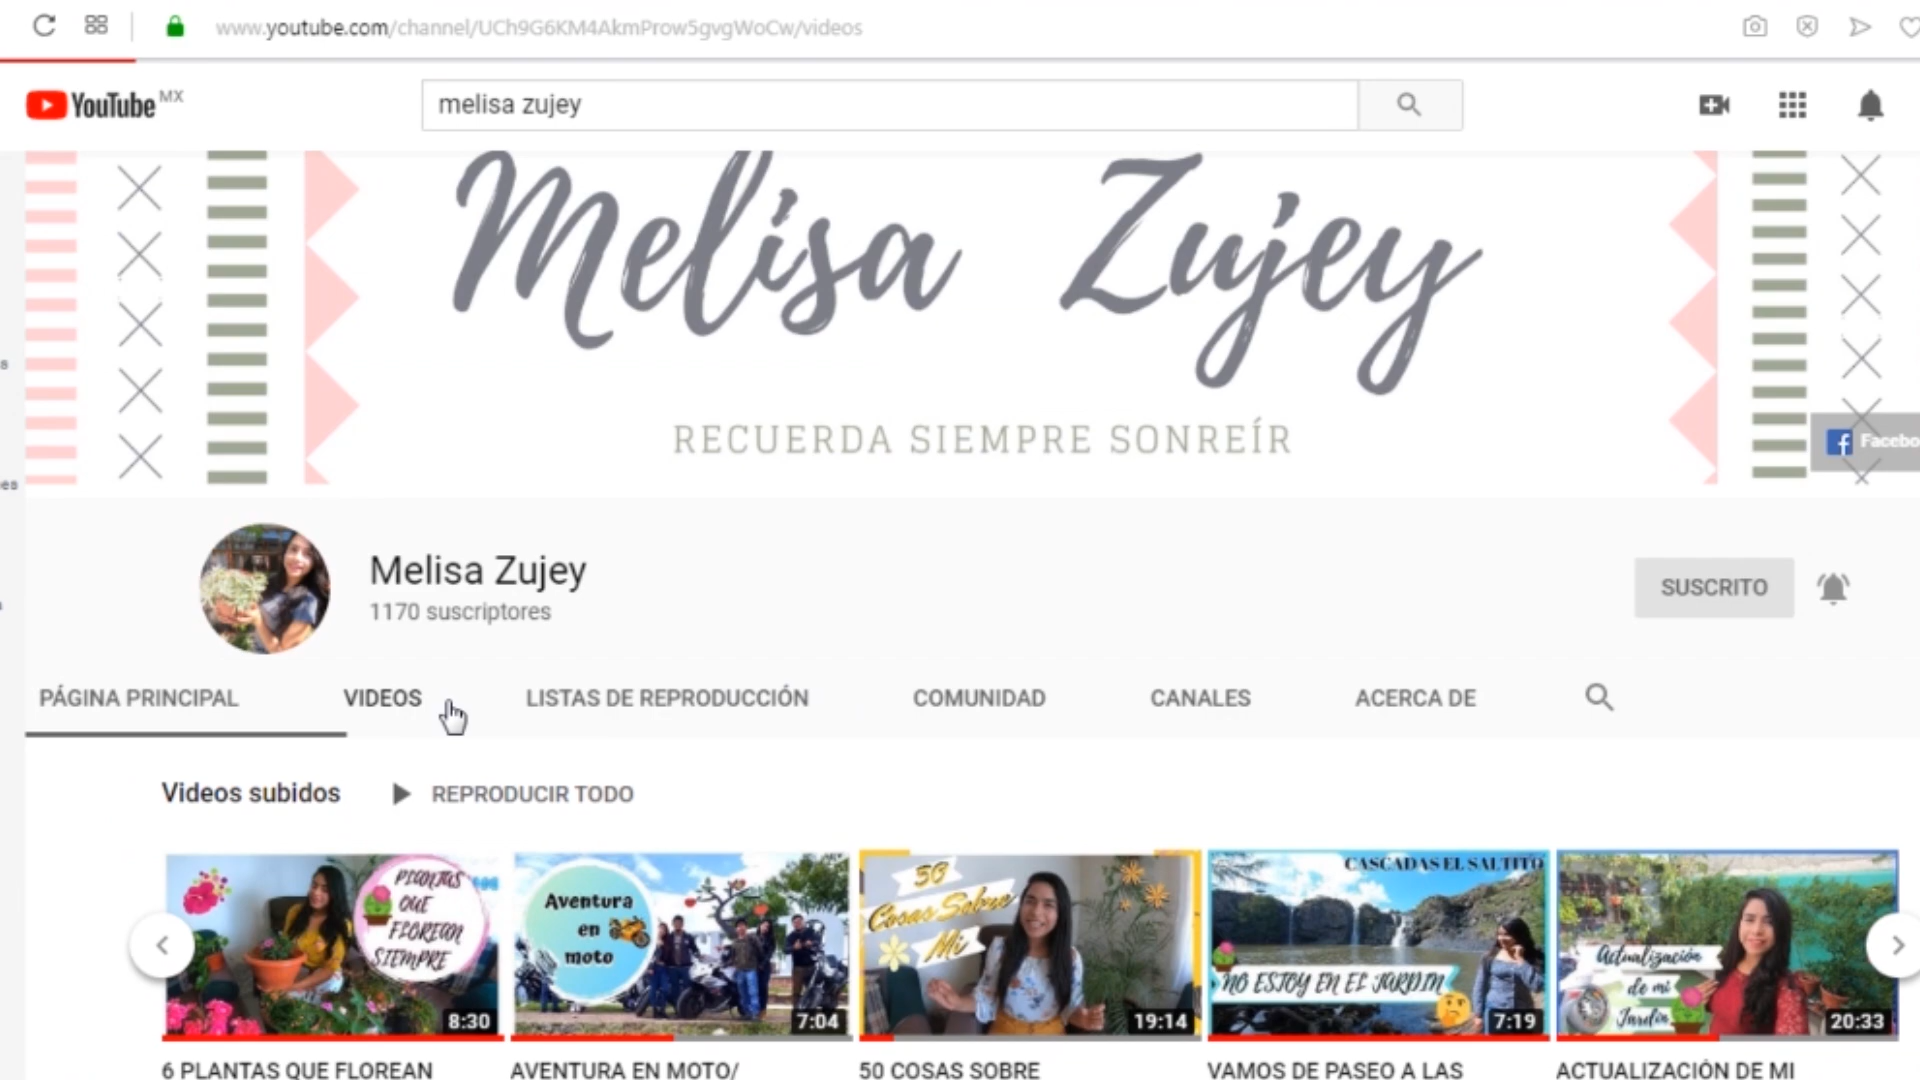 www.youtube.com/channel/UCh9G6KM4AkmProw5gvgWoCw/videos
YouTube MX
melisa zujey
Melisa Zujey
RECUERDA SIEMPRE SONREÍR
Facebo
Melisa Zujey
1170 suscriptores
SUSCRITO
PÁGINA PRINCIPAL VIDEOS LISTAS DE REPRODUCCIÓN COMUNIDAD CANALES ACERCA DE
Videos subidos REPRODUCIR TODO
PLANTAS
QUE
FLOREAN
SIEMPRE
8:30
Aventura
en
moto
7:04
50
Cosas Sobre
Mi
19:14
CASCADAS EL SALTITO
NO ESTOY EN EL JARDIN
7:19
Actualización
de mi
Jardín
20:33
6 PLANTAS QUE FLOREAN
AVENTURA EN MOTO/
50 COSAS SOBRE
VAMOS DE PASEO A LAS
ACTUALIZACIÓN DE MI